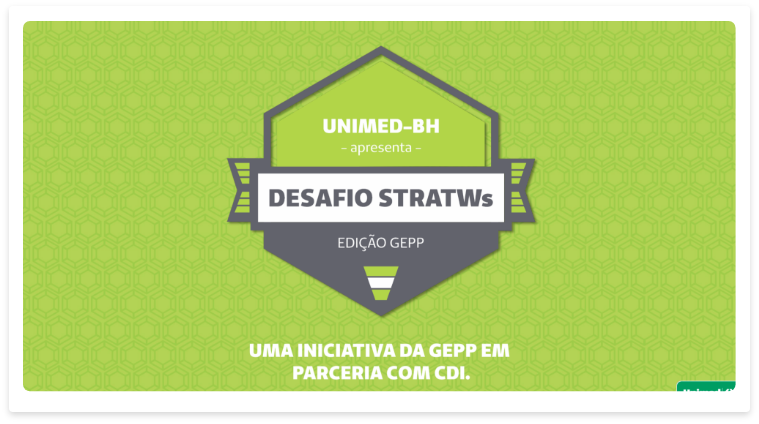 UNIMED-BH
– apresenta –
DESAFIO STRATWs
EDIÇÃO GEPP
UMA INICIATIVA DA GEPP EM
PARCERIA COM CDI.